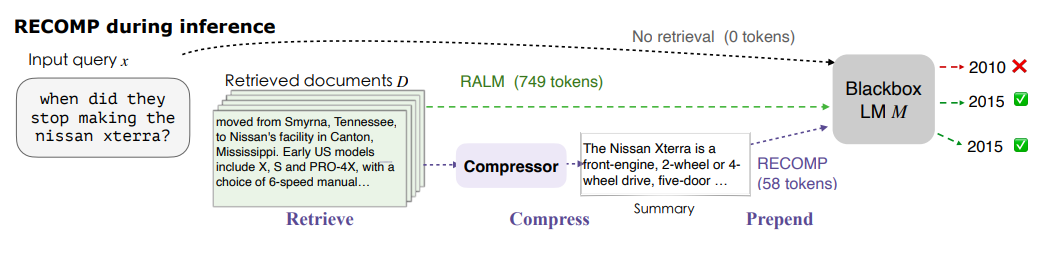 RECOMP during inference
Input query x
when did they
stop making the
nissan xterra?
No retrieval (0 tokens)
Retrieved documents D
moved from Smyrna, Tennessee,
to Nissan's facility in Canton,
Mississippi. Early US models
include X, S and PRO-4X, with a
choice of 6-speed manual…
Retrieve
RALM (749 tokens)
Compressor
Compress
The Nissan Xterra is a
front-engine, 2-wheel or 4-
wheel drive, five-door …
Summary
RECOMP
(58 tokens)
Prepend
Blackbox
LM M
2010
2015
2015